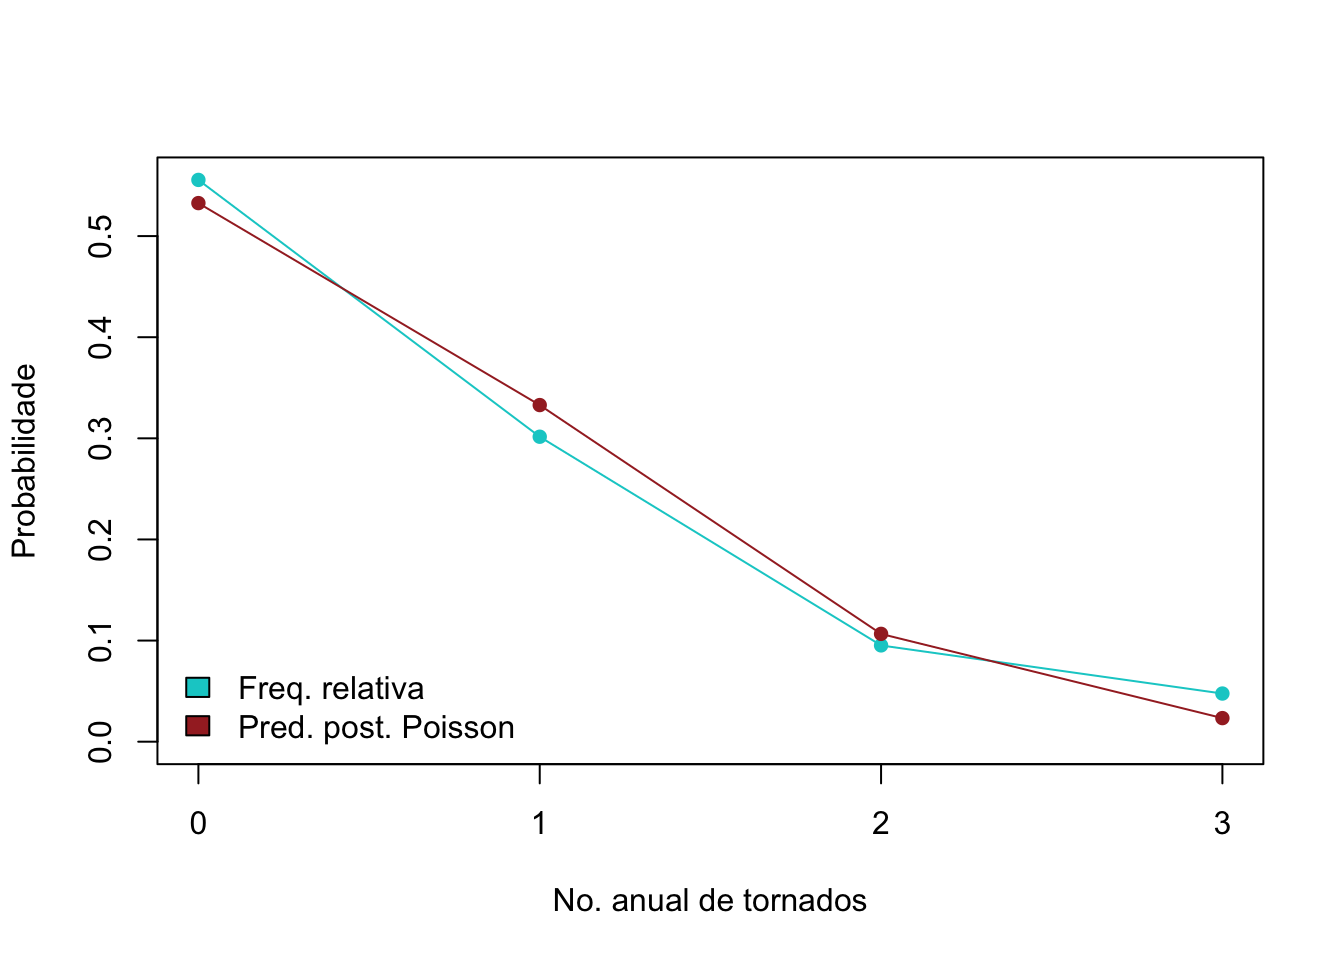 Probabilidade
0.5
0.4
0.3
0.2
0.1
0.0
Freq. relativa
Pred. post. Poisson
0 1 2 3
No. anual de tornados